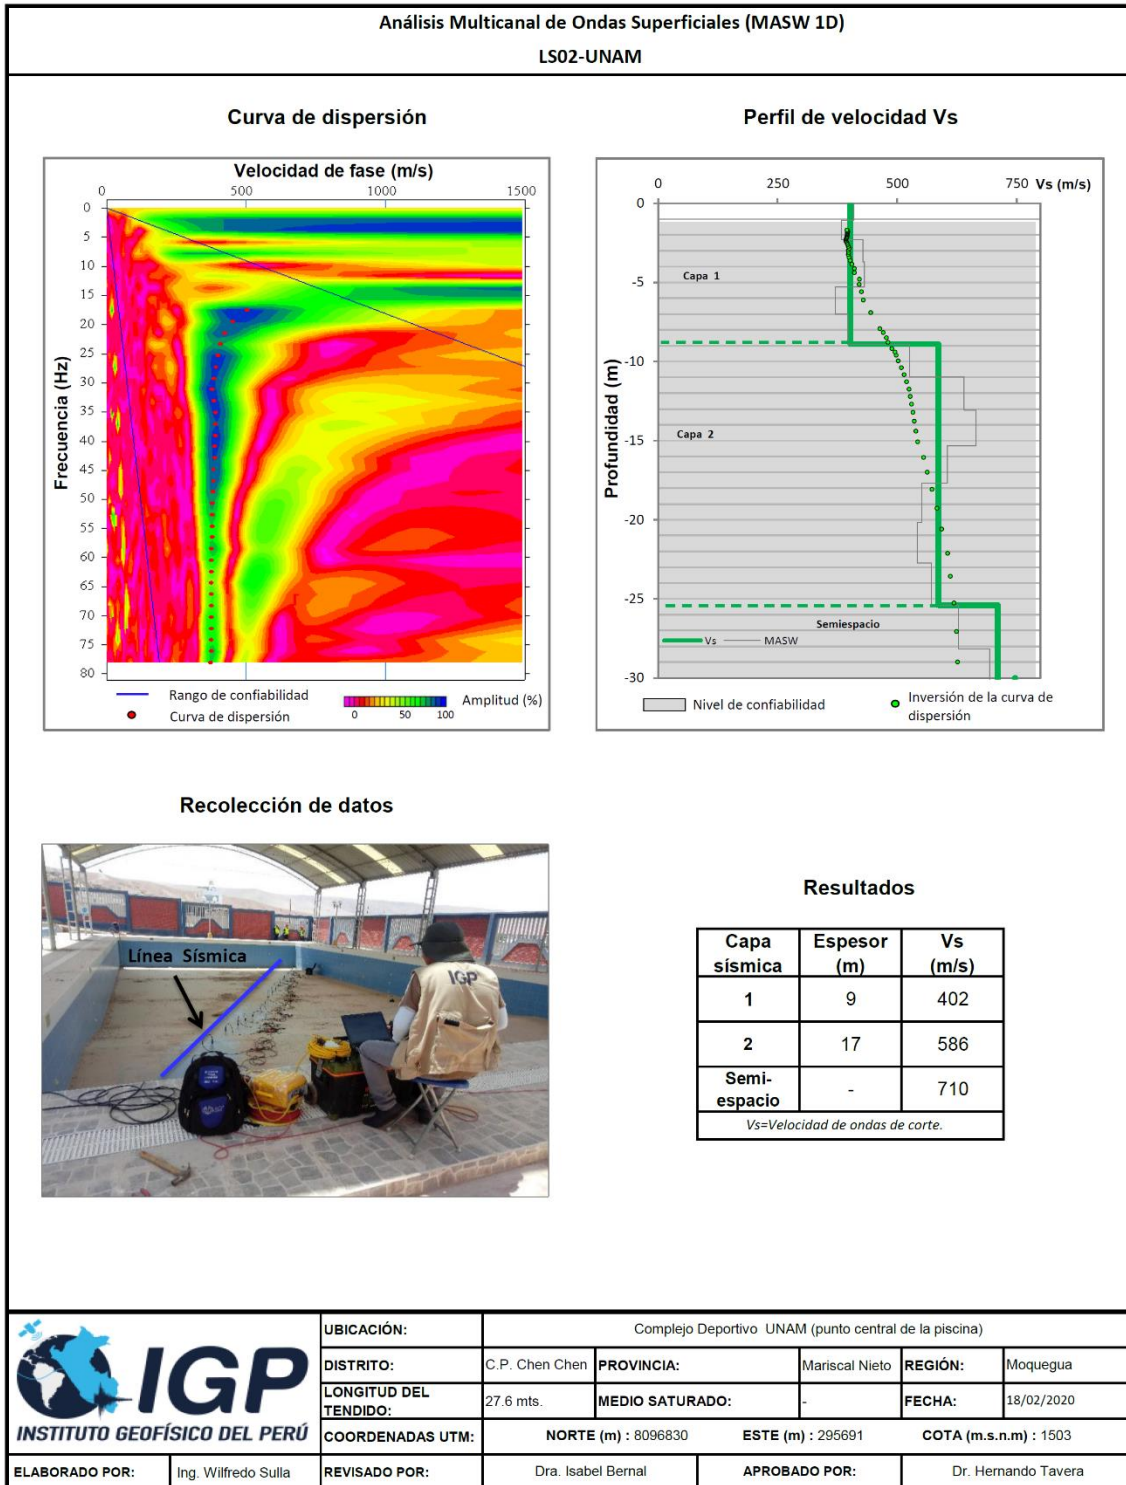 Análisis Multicanal de Ondas Superficiales (MASW 1D)
LS02-UNAM
Curva de dispersión
Velocidad de fase (m/s)
0 500 1000 1500
0
5
10
15
20
25
30
35
40
45
50
55
60
65
70
75
80
Frecuencia (Hz)
Rango de confiabilidad
Curva de dispersión
0 50 100
Amplitud (%)
Perfil de velocidad Vs
0 250 500 750 Vs (m/s)
0
-5
-10
-15
-20
-25
-30
Profundidad (m)
Capa 1
Capa 2
Semiespacio
Vs MASW
Nivel de confiabilidad
Inversión de la curva de
dispersión
Recolección de datos
Línea Sísmica
IGP
Resultados
Capa sísmica Espesor (m) Vs (m/s)
1 9 402
2 17 586
Semi-espacio - 710
Vs=Velocidad de ondas de corte.
IGP
INSTITUTO GEOFÍSICO DEL PERÚ
UBICACIÓN: Complejo Deportivo UNAM (punto central de la piscina)
DISTRITO: C.P. Chen Chen PROVINCIA: Mariscal Nieto REGIÓN: Moquegua
LONGITUD DEL TENDIDO: 27.6 mts. MEDIO SATURADO: - FECHA: 18/02/2020
COORDENADAS UTM: NORTE (m) : 8096830 ESTE (m) : 295691 COTA (m.s.n.m) : 1503
ELABORADO POR: Ing. Wilfredo Sulla REVISADO POR: Dra. Isabel Bernal APROBADO POR: Dr. Hernando Tavera